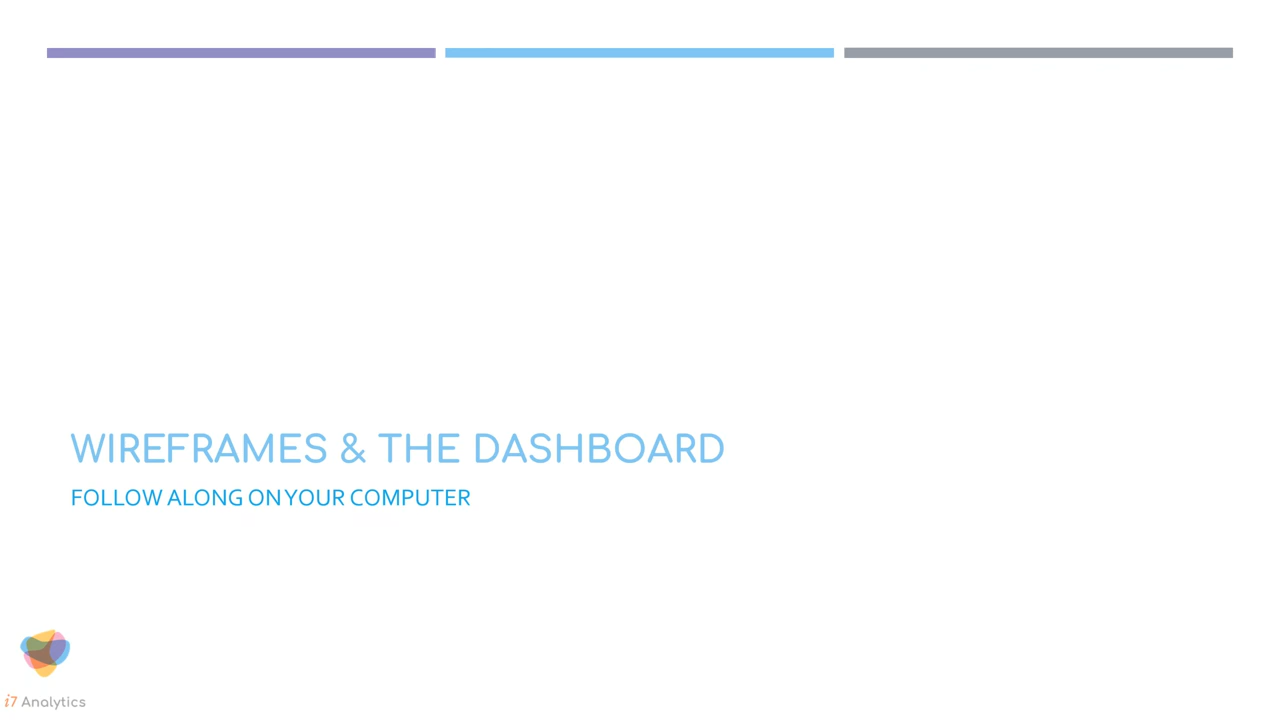 WIREFRAMES & THE DASHBOARD
FOLLOW ALONG ON YOUR COMPUTER
i7 Analytics